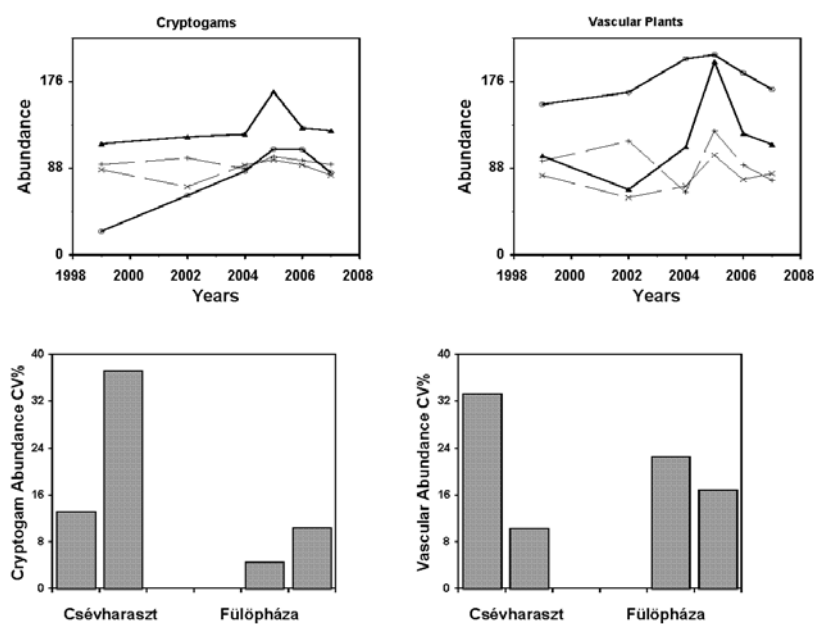 Cryptogams
Vascular Plants
Abundance
176
88
0
1998 2000 2002 2004 2006 2008
Years
Abundance
176
88
0
1998 2000 2002 2004 2006 2008
Years
Cryptogam Abundance CV%
40
32
24
16
8
0
Csévharaszt Fülöpháza
Vascular Abundance CV%
40
32
24
16
8
0
Csévharaszt Fülöpháza